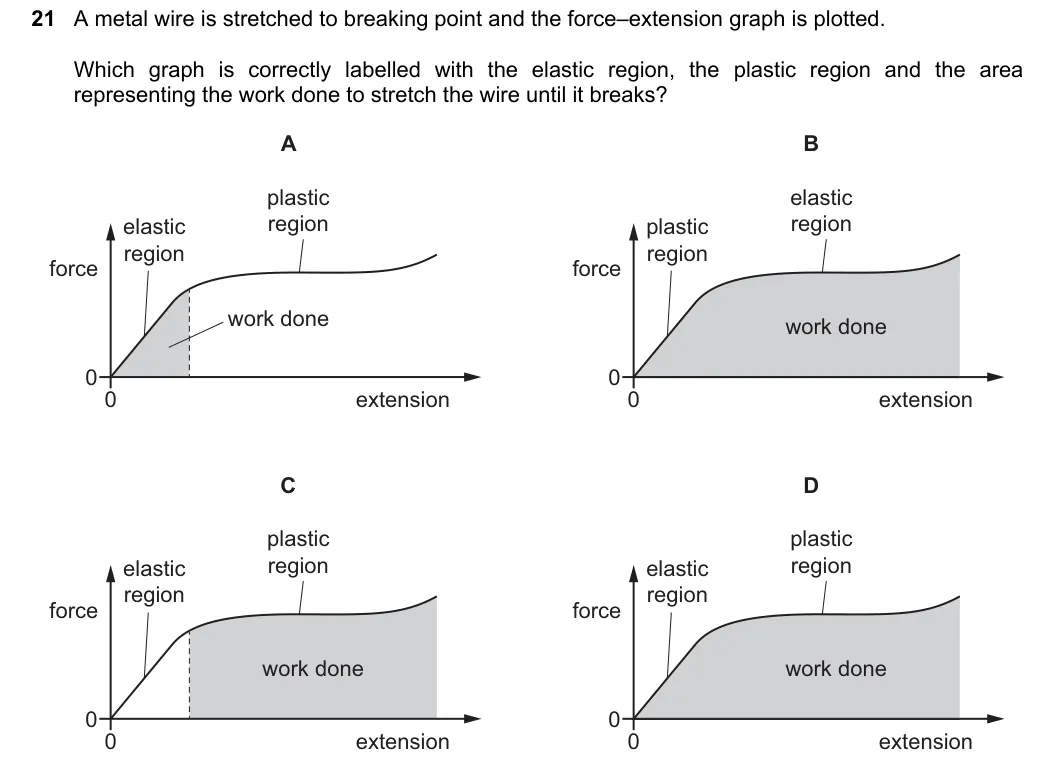 21 A metal wire is stretched to breaking point and the force–extension graph is plotted.
Which graph is correctly labelled with the elastic region, the plastic region and the area
representing the work done to stretch the wire until it breaks?
A
plastic
region
elastic
region
force
work done
0
0
extension
B
elastic
region
plastic
region
force
work done
0
0
extension
C
plastic
region
elastic
region
force
work done
0
0
extension
D
plastic
region
elastic
region
force
work done
0
0
extension